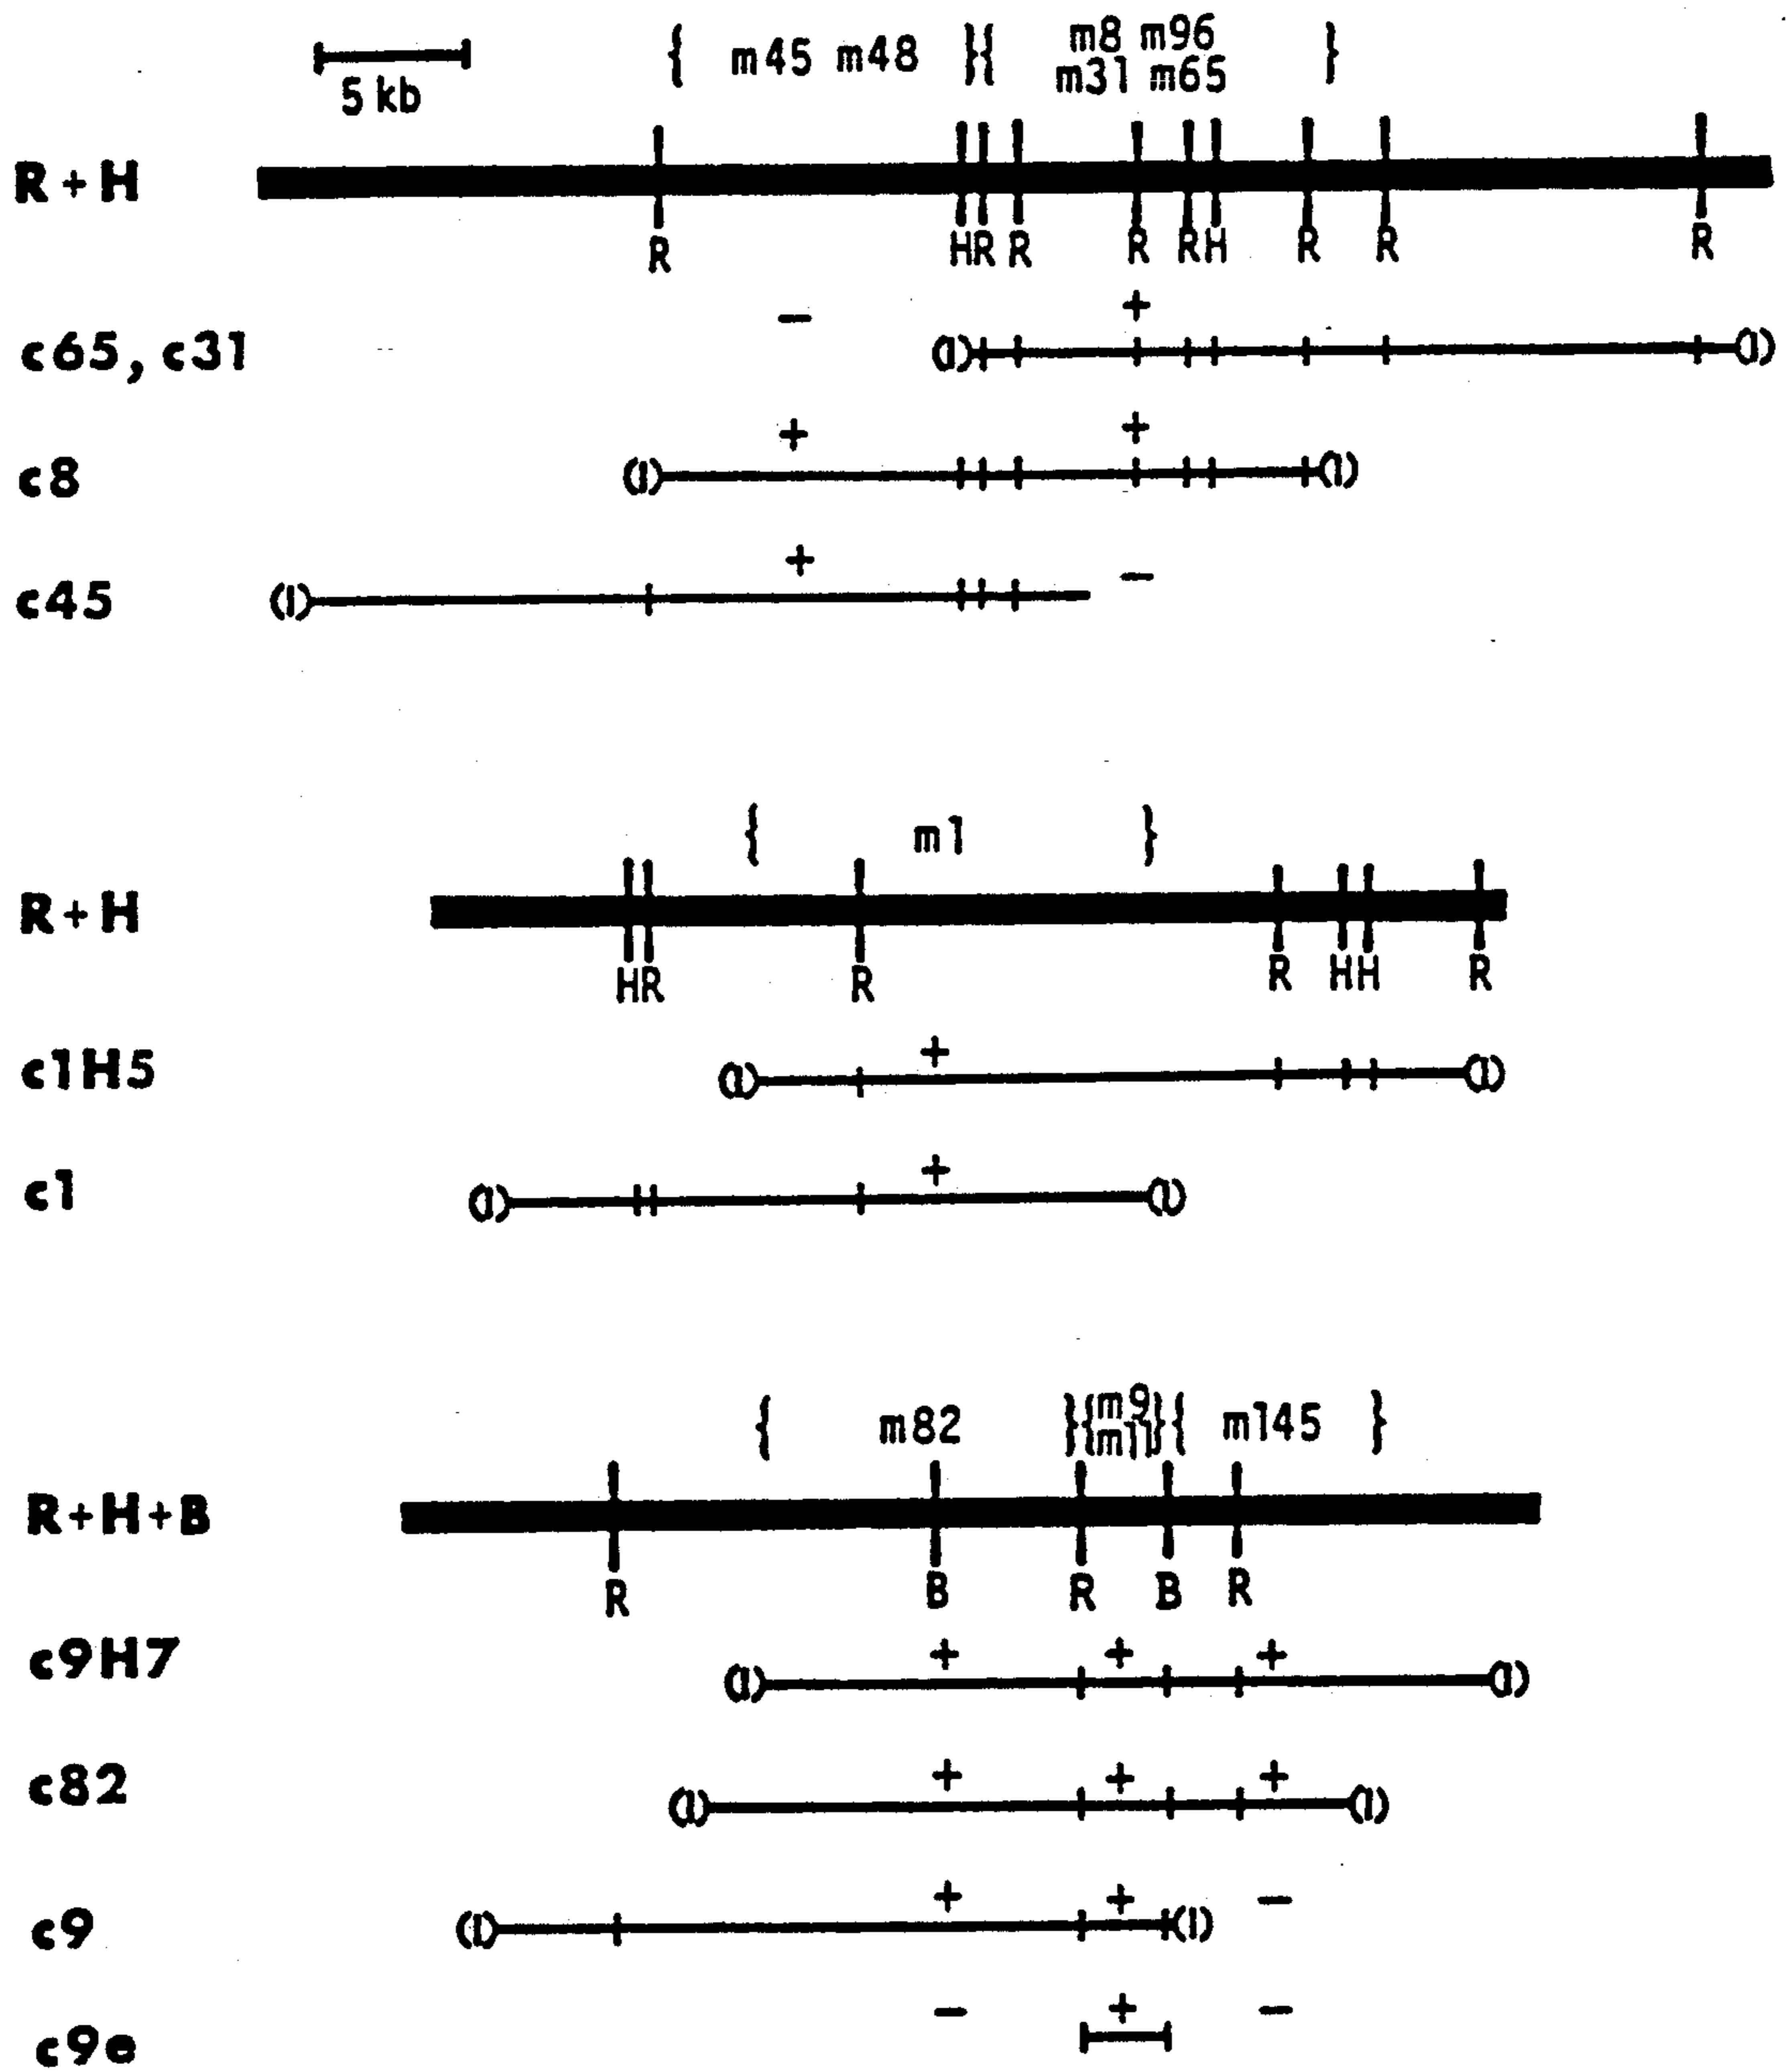 { m45 m48 }{ m8 m96 }
m31 m65
5 kb
R+H
R HR R R RH R R R
- +
c65, c31
+ +
c8
+ -
c45
{ m1 }
R+H
HR R R HH R
+
c1H5
+
c1
{ m82 }{m9}{ m145 }
m11
R+H+B
R B R B R
+ + +
c9H7
+ + +
c82
+ + -
c9
- + -
c9e